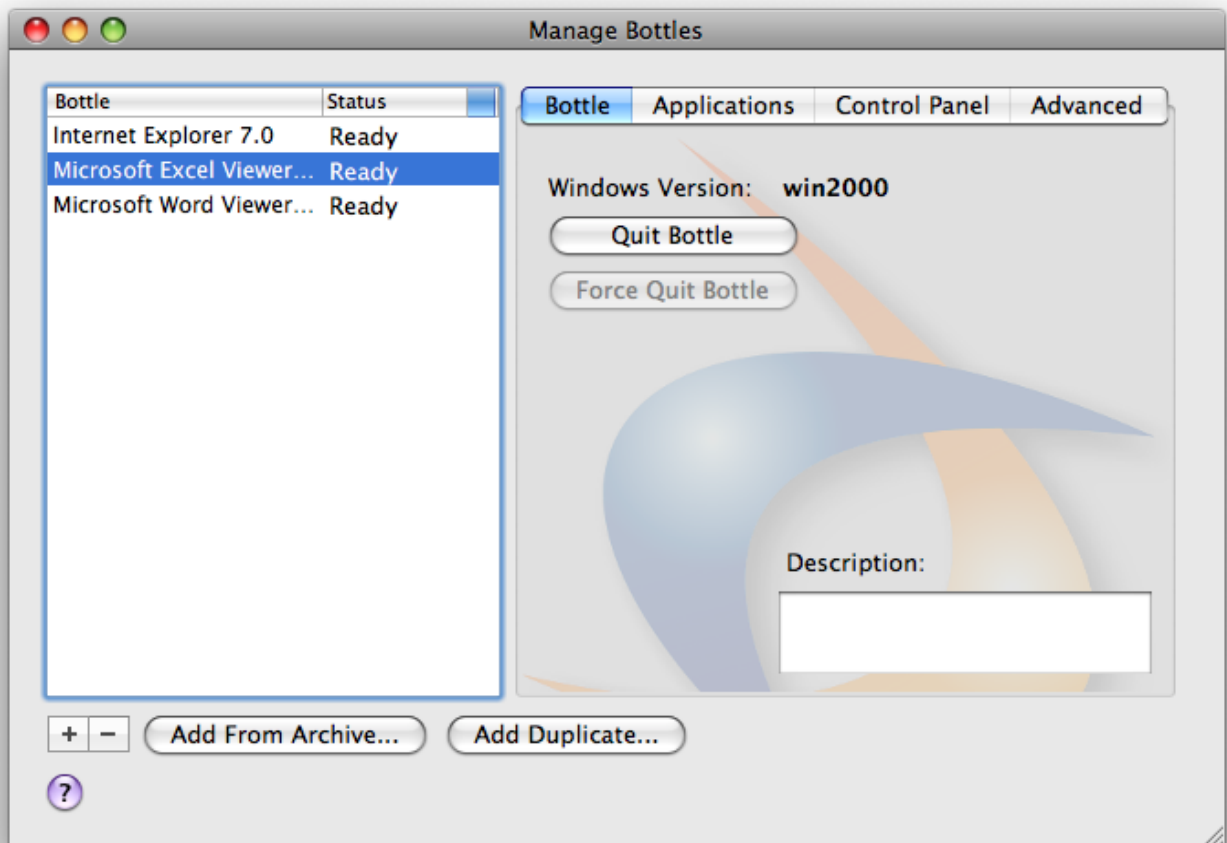 Manage Bottles
Bottle Status
Internet Explorer 7.0 Ready
Microsoft Excel Viewer... Ready
Microsoft Word Viewer... Ready
Bottle Applications Control Panel Advanced
Windows Version: win2000
Quit Bottle
Force Quit Bottle
Description:
+ − Add From Archive... Add Duplicate...
?